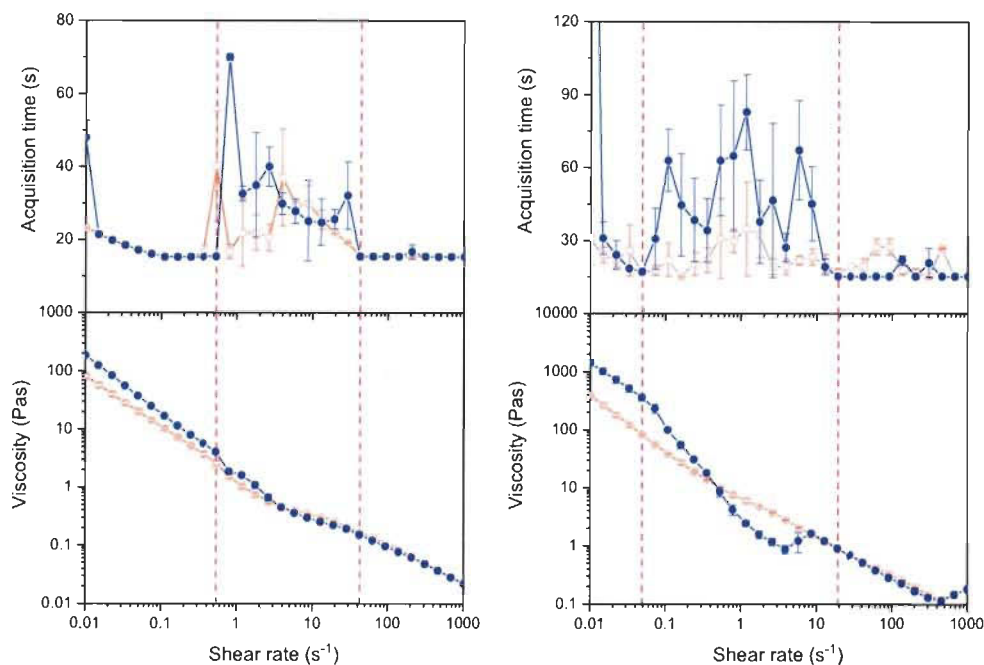 80
60
40
20
Acquisition time (s)
1000
100
10
1
0.1
0.01
Viscosity (Pas)
0.01 0.1 1 10 100 1000
Shear rate (s-1)
120
90
60
30
Acquisition time (s)
10000
1000
100
10
1
0.1
Viscosity (Pas)
0.01 0.1 1 10 100 1000
Shear rate (s-1)